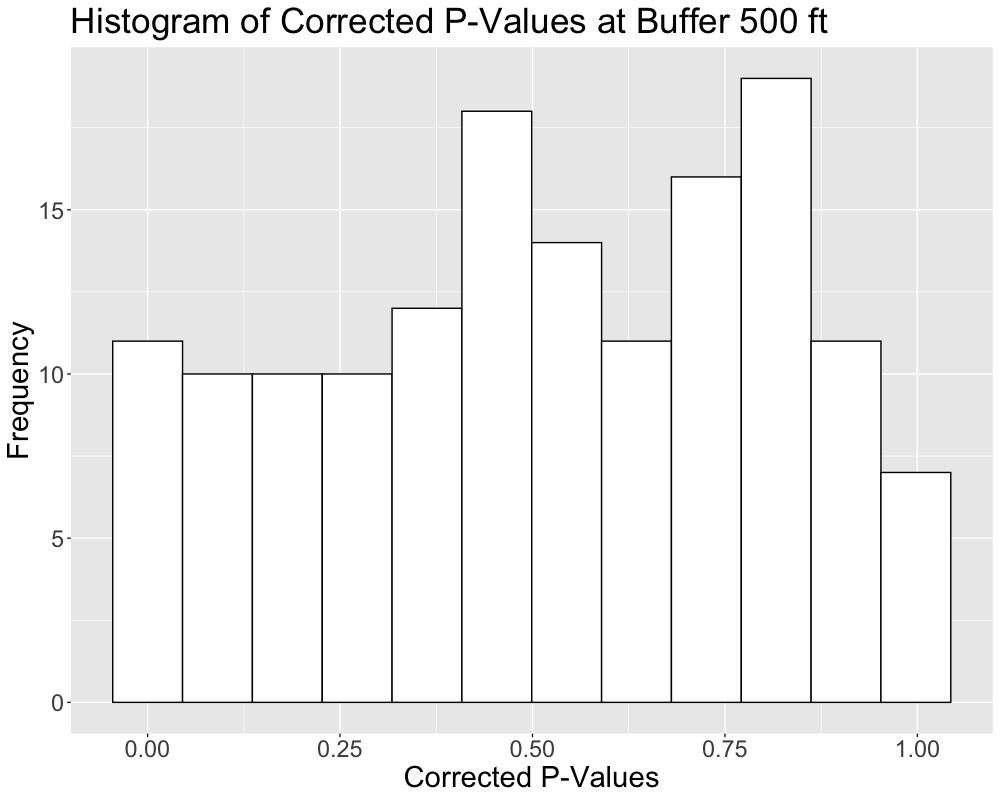 Histogram of Corrected P-Values at Buffer 500 ft
Frequency
15
10
5
0
0.00 0.25 0.50 0.75 1.00
Corrected P-Values